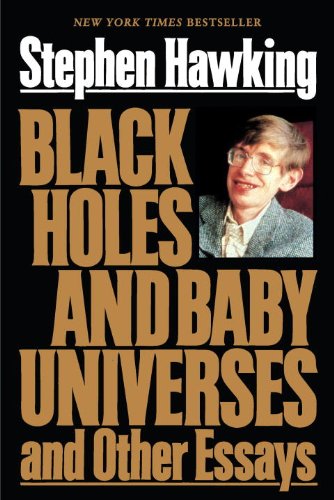 NEW YORK TIMES BESTSELLER
Stephen Hawking
BLACK
HOLES
AND BABY
UNIVERSES
and Other Essays